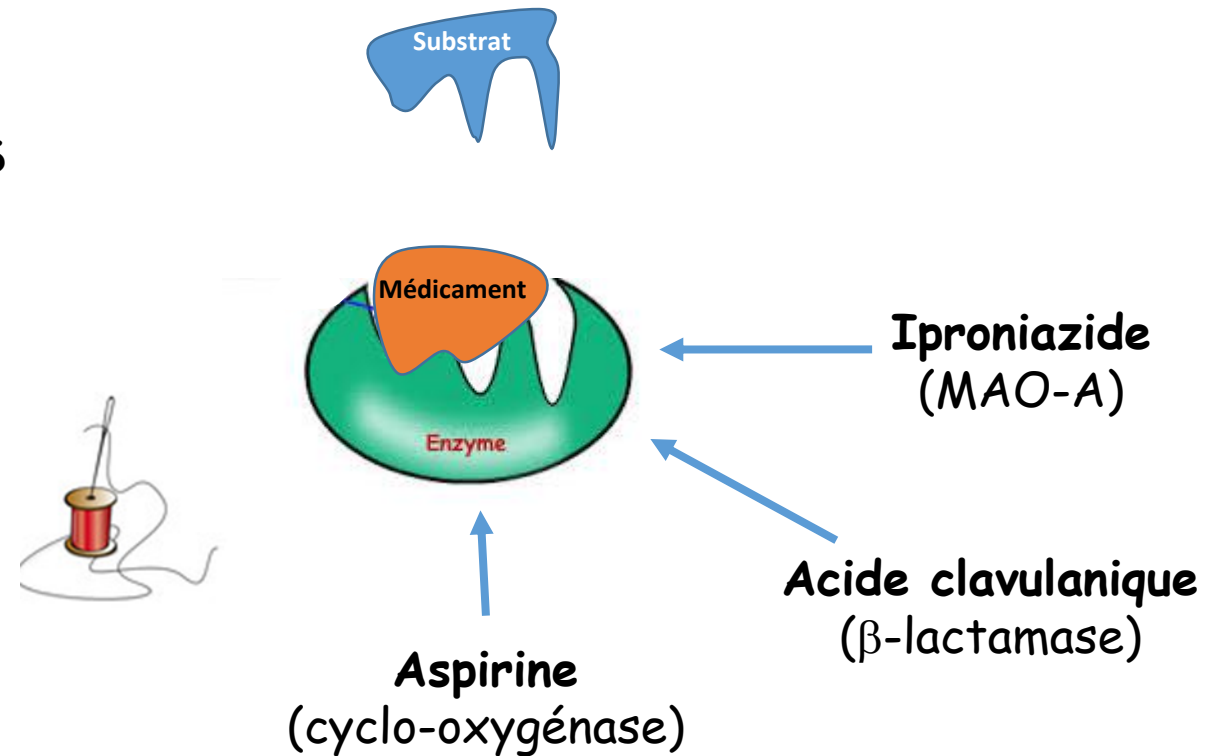 Substrat
Médicament
Enzyme
Iproniazide
(MAO-A)
Acide clavulanique
(β-lactamase)
Aspirine
(cyclo-oxygénase)